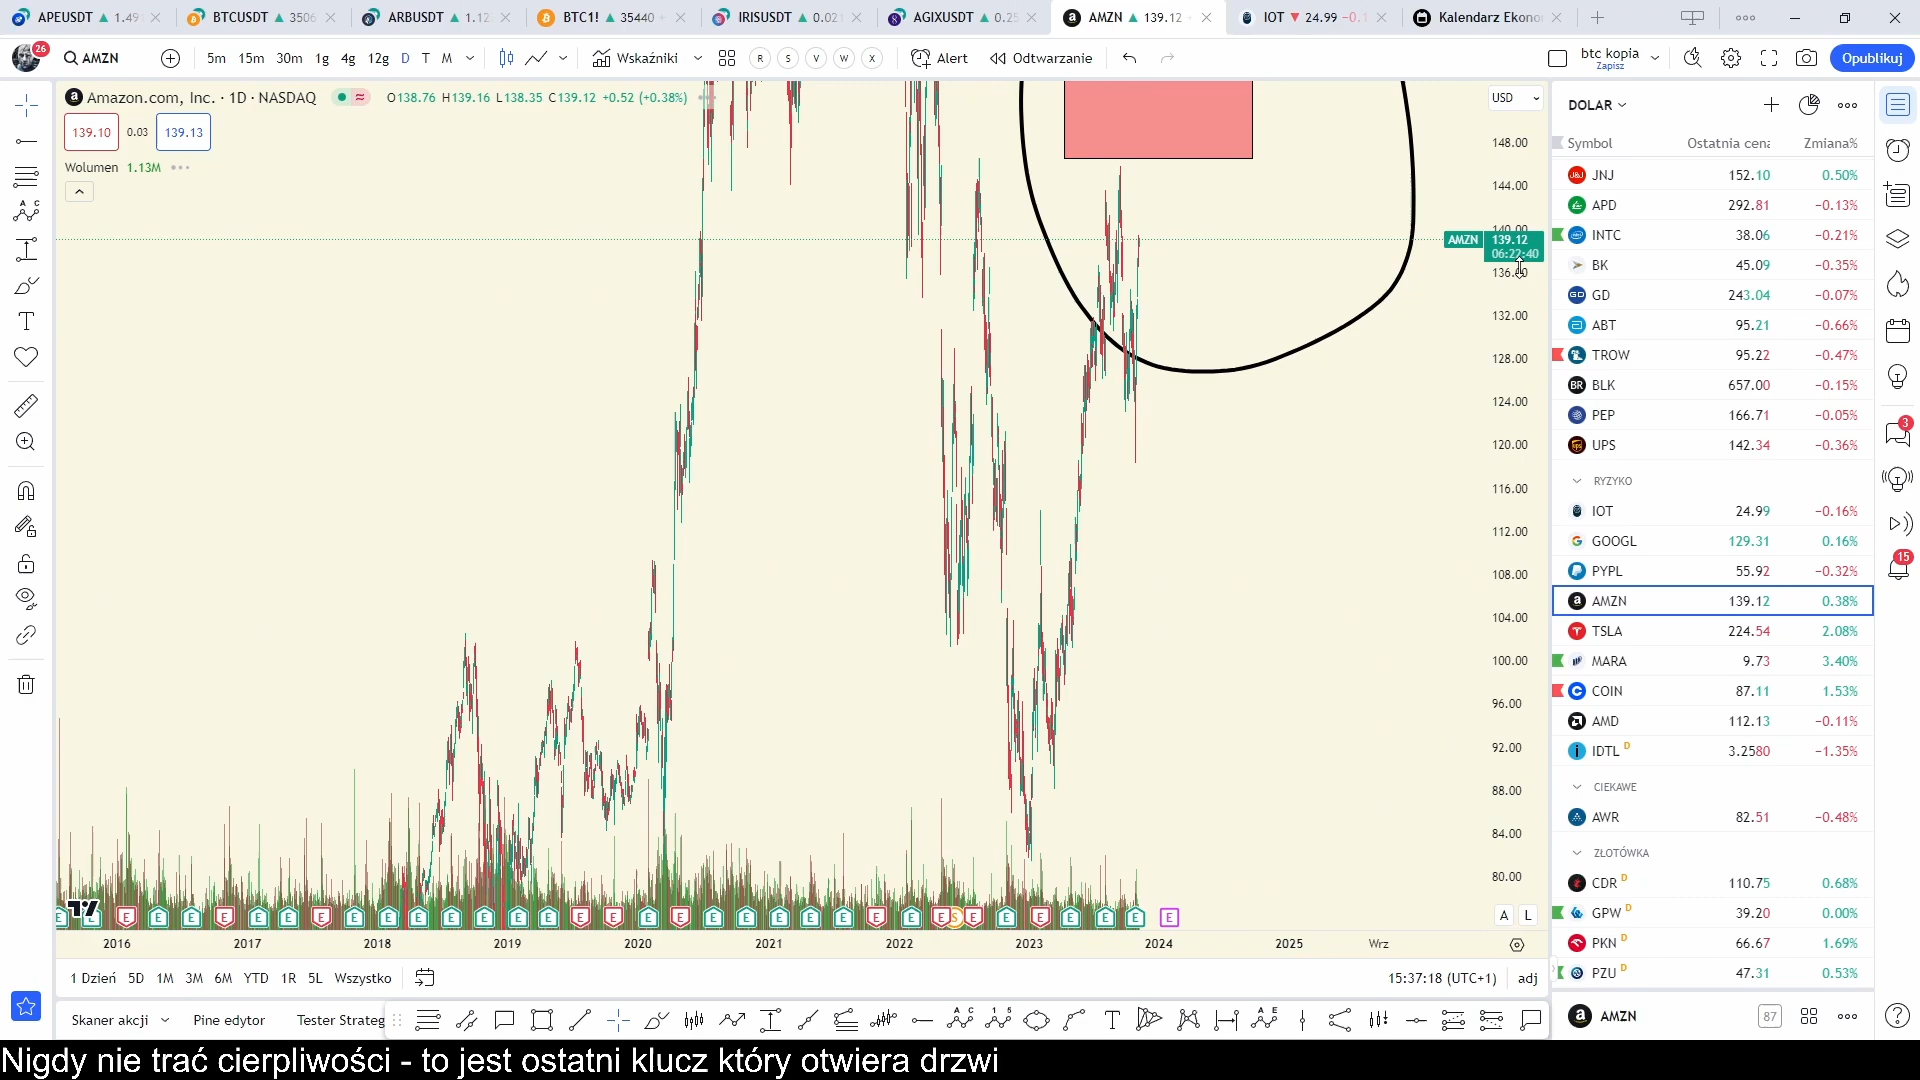 APEUSDT ▲ 1.49
BTCUSDT ▲ 3506
ARBUSDT ▲ 1.12
BTC1! ▲ 35440
IRISUSDT ▲ 0.02
AGIXUSDT ▲ 0.25
AMZN ▲ 139.12
IOT ▼ 24.99 −0.1
Kalendarz Ekono
26
AMZN
5m 15m 30m 1g 4g 12g D T M
Wskaźniki
R S V W X
Alert
Odtwarzanie
btc kopia
Zapisz
Opublikuj
Amazon.com, Inc. · 1D · NASDAQ
O138.76 H139.16 L138.35 C139.12 +0.52 (+0.38%)
139.10 0.03 139.13
Wolumen 1.13M
USD
148.00
144.00
140.00
AMZN 139.12
06:22:40
136.00
132.00
128.00
124.00
120.00
116.00
112.00
108.00
104.00
100.00
96.00
92.00
88.00
84.00
80.00
A L
2016 2017 2018 2019 2020 2021 2022 2023 2024 2025 Wrz
1 Dzień 5D 1M 3M 6M YTD 1R 5L Wszystko
15:37:18 (UTC+1) adj
Skaner akcji Pine edytor Tester Strateg
DOLAR
Symbol Ostatnia cena Zmiana%
JNJ 152.10 0.50%
APD 292.81 −0.13%
INTC 38.06 −0.21%
BK 45.09 −0.35%
GD 243.04 −0.07%
ABT 95.21 −0.66%
TROW 95.22 −0.47%
BLK 657.00 −0.15%
PEP 166.71 −0.05%
UPS 142.34 −0.36%
RYZYKO
IOT 24.99 −0.16%
GOOGL 129.31 0.16%
PYPL 55.92 −0.32%
AMZN 139.12 0.38%
TSLA 224.54 2.08%
MARA 9.73 3.40%
COIN 87.11 1.53%
AMD 112.13 −0.11%
IDTL D 3.2580 −1.35%
CIEKAWE
AWR 82.51 −0.48%
ZŁOTÓWKA
CDR D 110.75 0.68%
GPW D 39.20 0.00%
PKN D 66.67 1.69%
PZU D 47.31 0.53%
AMZN 87
3
15
Nigdy nie trać cierpliwości - to jest ostatni klucz który otwiera drzwi